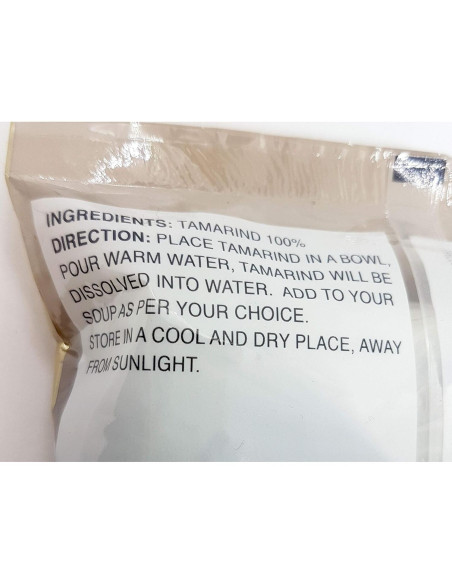 INGREDIENTS: TAMARIND 100%
DIRECTION: PLACE TAMARIND IN A BOWL,
POUR WARM WATER, TAMARIND WILL BE
DISSOLVED INTO WATER. ADD TO YOUR
SOUP AS PER YOUR CHOICE.
STORE IN A COOL AND DRY PLACE, AWAY
FROM SUNLIGHT.